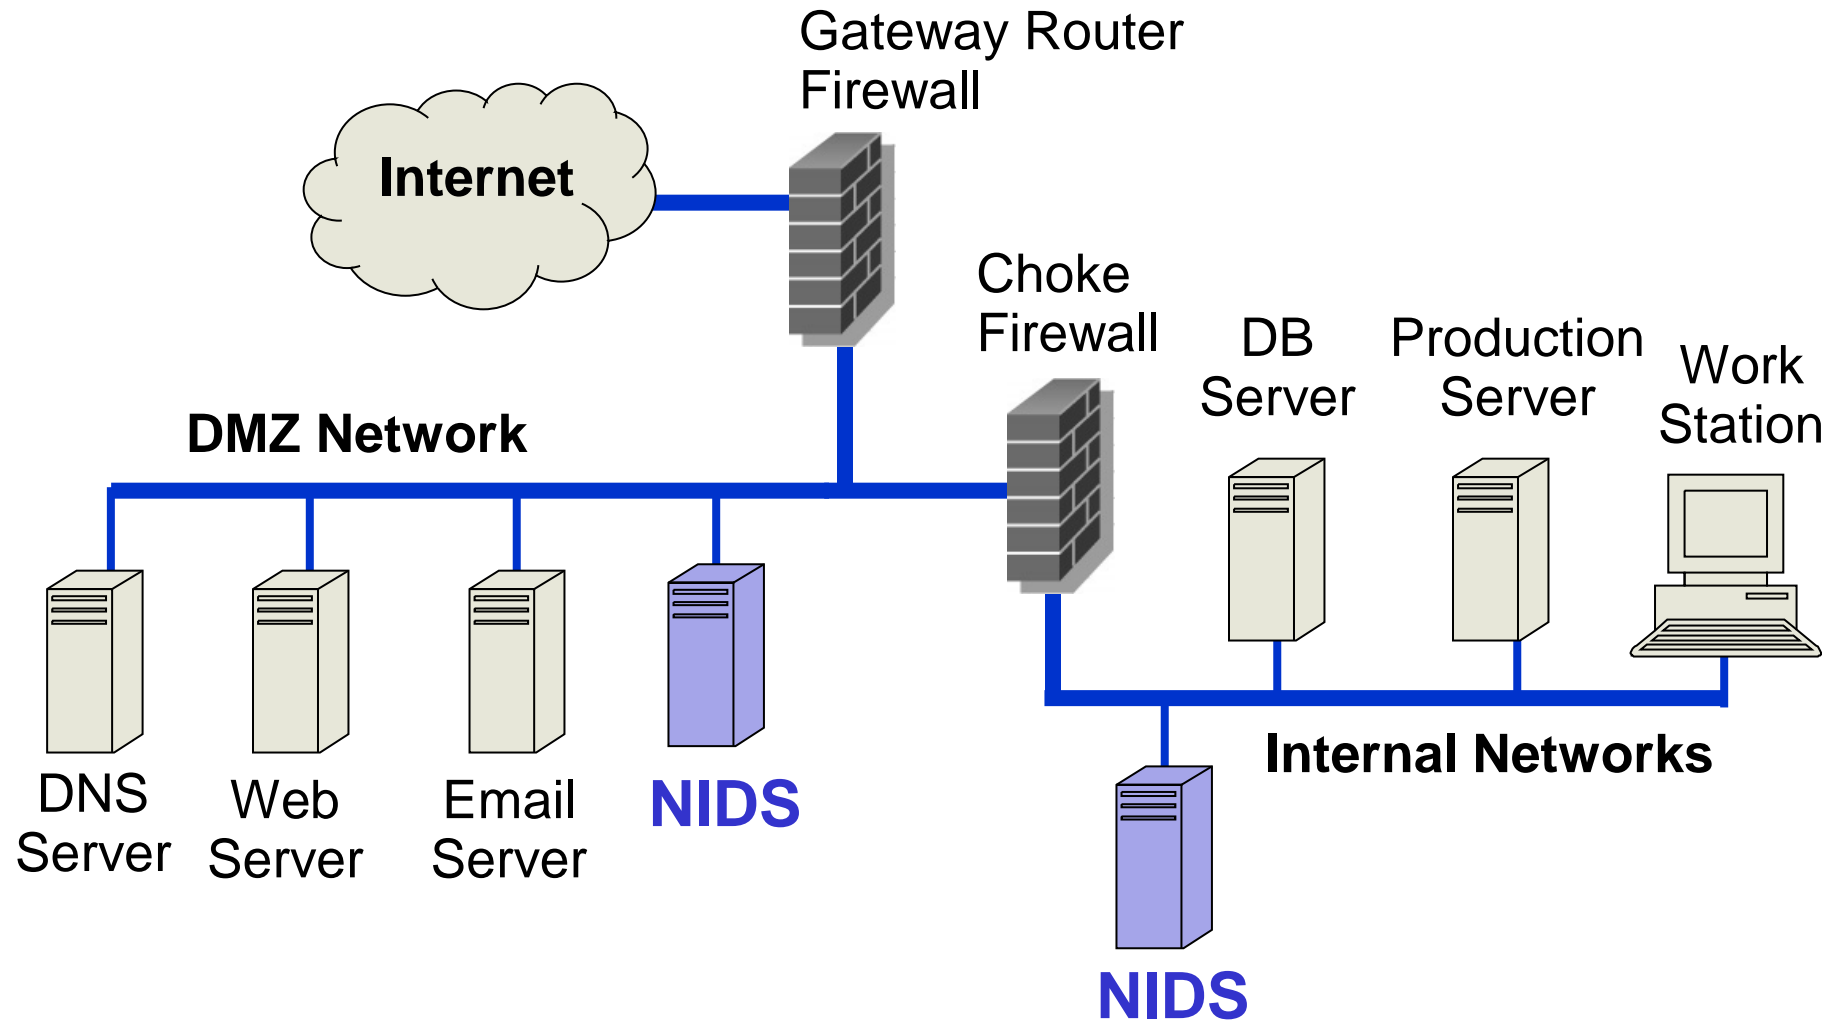 Gateway Router
Firewall
Internet
Choke
Firewall
DB
Server
Production
Server
Work
Station
DMZ Network
Internal Networks
DNS
Server
Web
Server
Email
Server
NIDS
NIDS